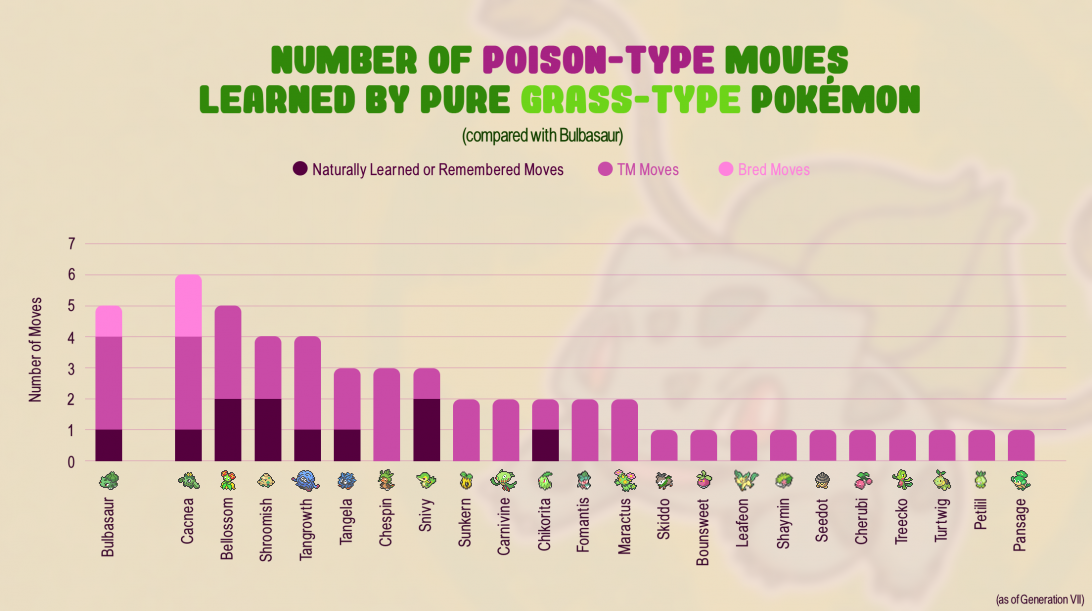 NUMBER OF POISON-TYPE MOVES
LEARNED BY PURE GRASS-TYPE POKÉMON
(compared with Bulbasaur)
Naturally Learned or Remembered Moves TM Moves Bred Moves
Number of Moves
7
6
5
4
3
2
1
0
Bulbasaur
Cacnea
Bellossom
Shroomish
Tangrowth
Tangela
Chespin
Snivy
Sunkern
Carnivine
Chikorita
Fomantis
Maractus
Skiddo
Bounsweet
Leafeon
Shaymin
Seedot
Cherubi
Treecko
Turtwig
Petilil
Pansage
(as of Generation VII)